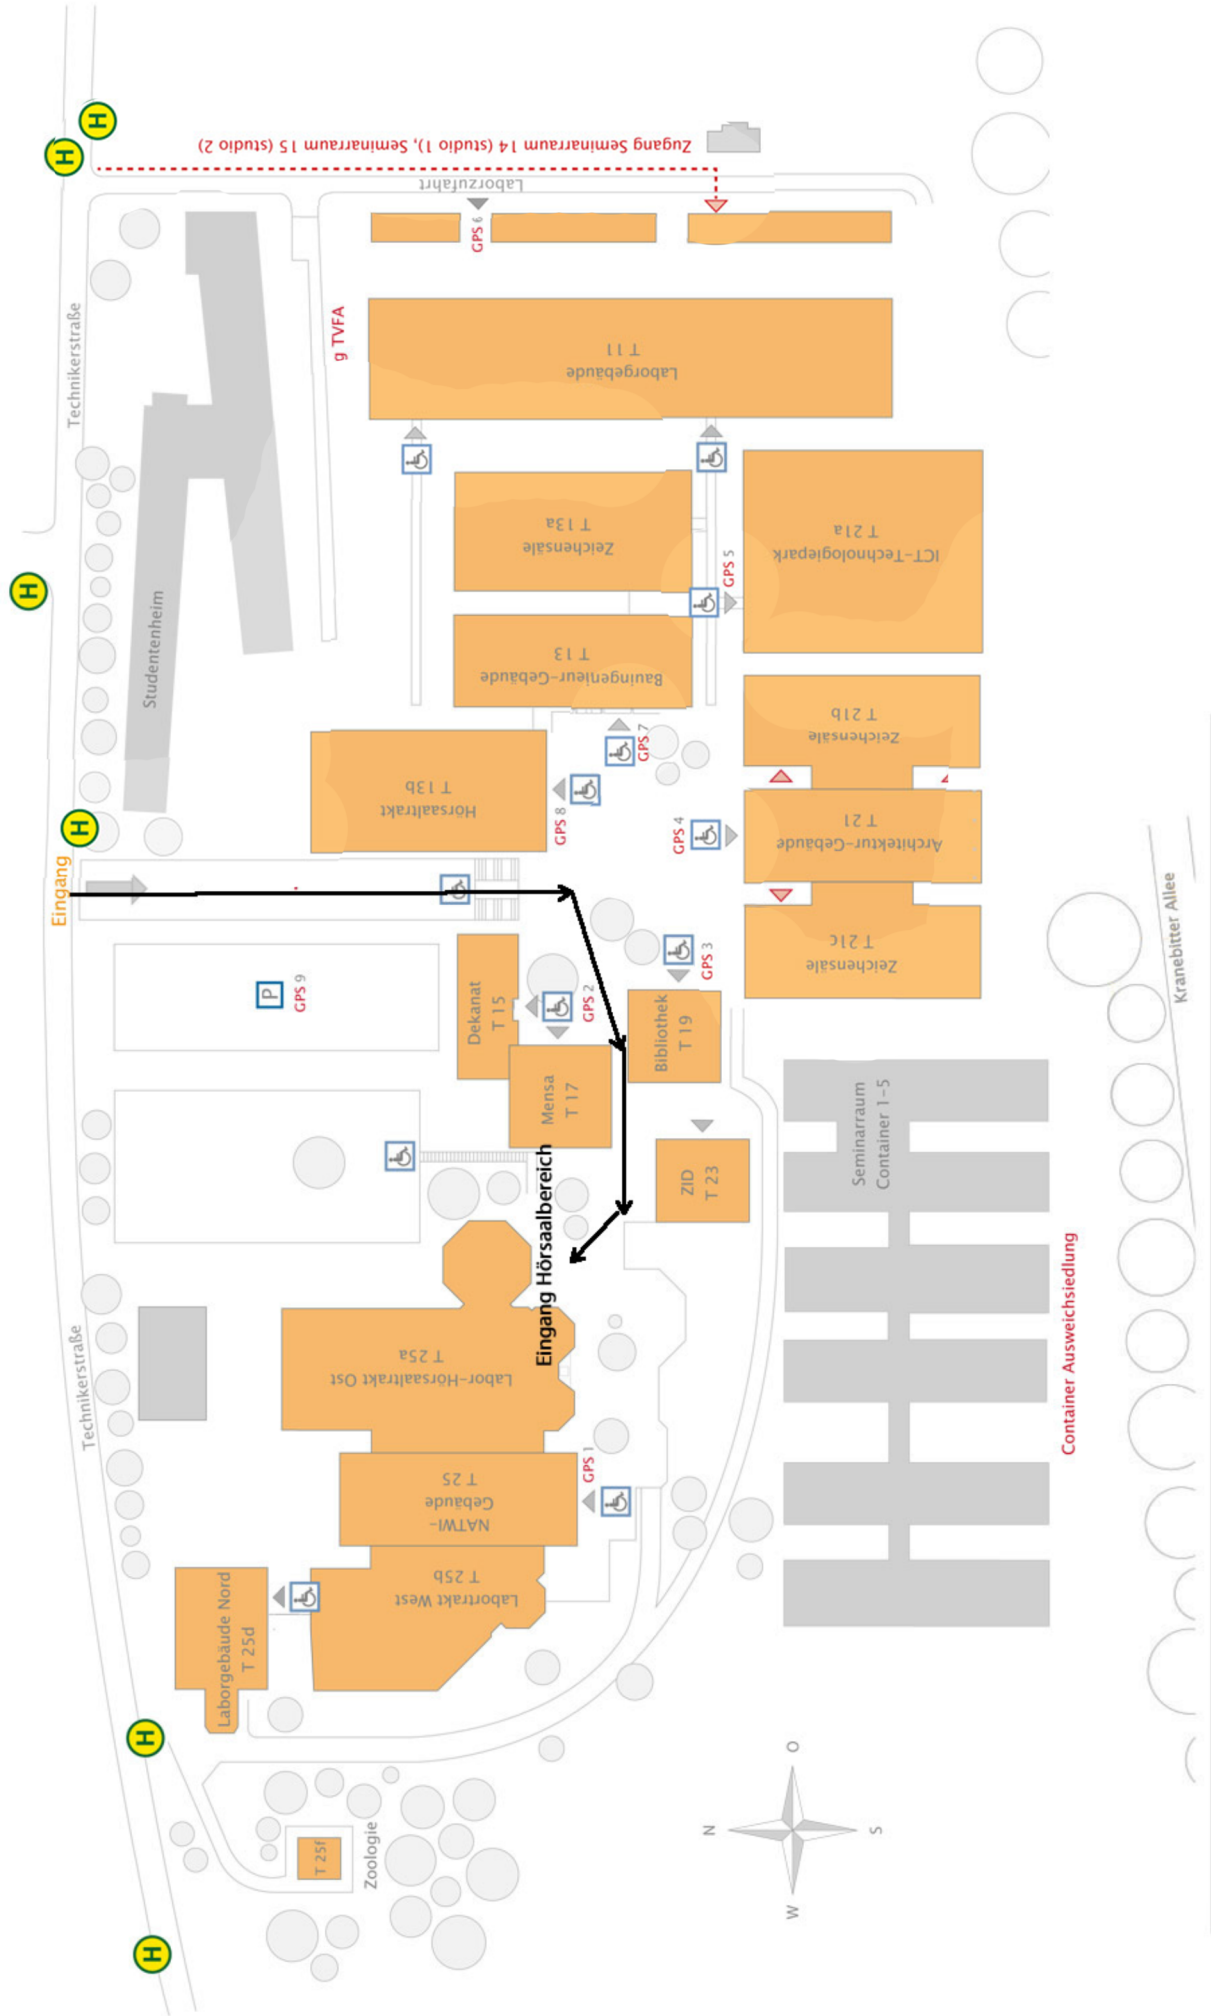 H
H
Zugang Seminarraum 14 (studio 1), Seminarraum 15 (studio 2)
Laborzufahrt
GPS 6
Technikerstraße
g TVFA
T 11
Laborgebäude
T 13a
Zeichensäle
T 21a
ICT-Technologiepark
H
Studentenheim
GPS 5
T 13
Bauingenieur-Gebäude
T 21b
Zeichensäle
GPS 7
T 13b
Hörsaaltrakt
GPS 8
H
GPS 4
T 21
Architektur-Gebäude
Eingang
T 21c
Zeichensäle
GPS 3
P
GPS 9
Dekanat
T 15
GPS 2
Bibliothek
T 19
Kranebitter Allee
Mensa
T 17
Seminarraum
Container 1-5
ZID
T 23
Eingang Hörsaalbereich
Container Ausweichsiedlung
Technikerstraße
T 25a
Labor-Hörsaaltrakt Ost
GPS 1
T 25
Gebäude
NATWI-
T 25b
Labortrakt West
Laborgebäude Nord
T 25d
H
T 25f
Zoologie
O
N
S
W
H